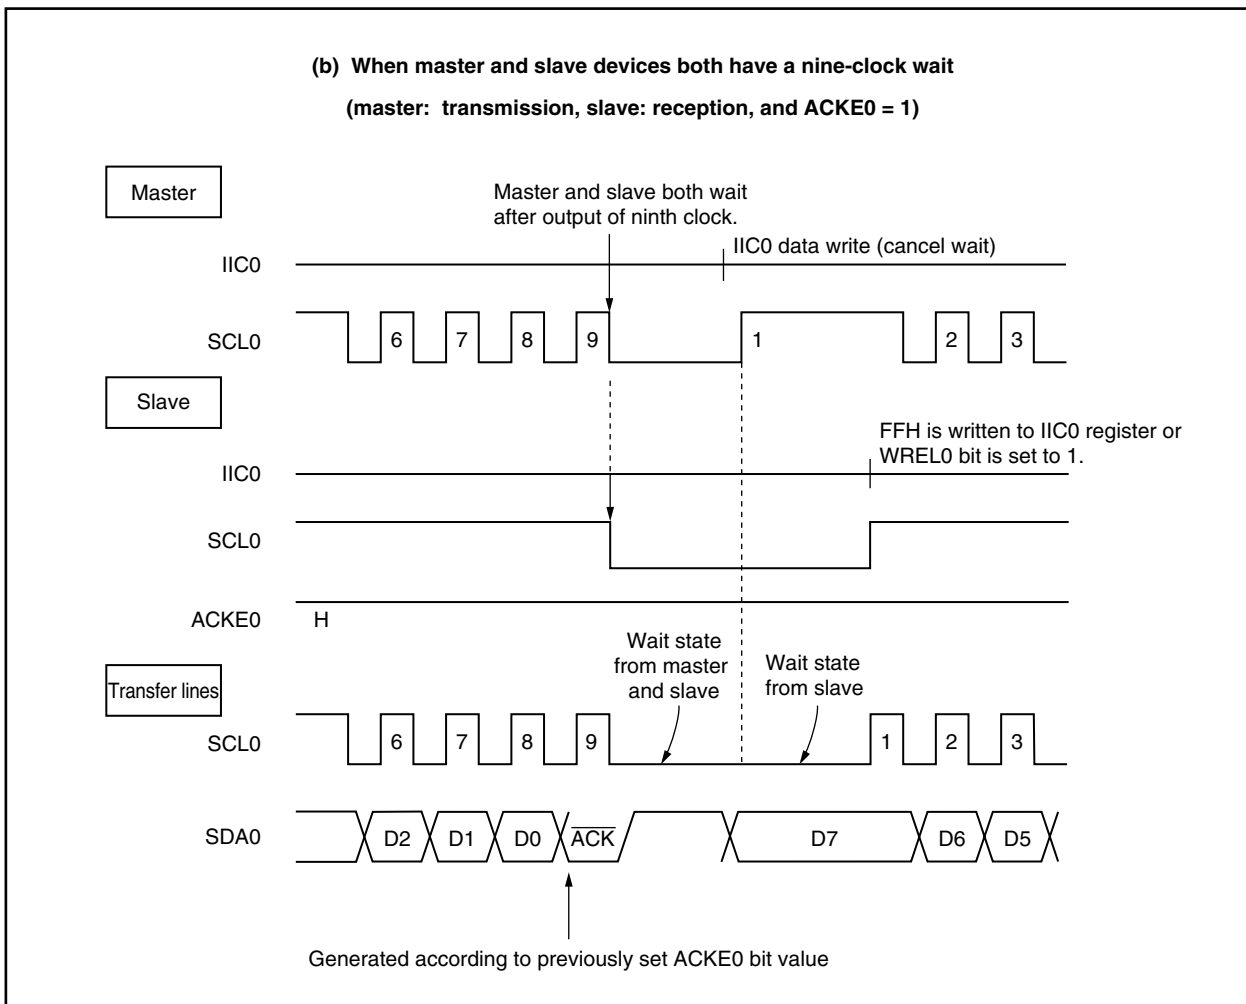 (b) When master and slave devices both have a nine-clock wait
(master: transmission, slave: reception, and ACKE0 = 1)
Master
Master and slave both wait
after output of ninth clock.
IIC0 data write (cancel wait)
IIC0
SCL0
6 7 8 9 1 2 3
Slave
FFH is written to IIC0 register or
WREL0 bit is set to 1.
IIC0
SCL0
ACKE0 H
Wait state
from master
and slave
Wait state
from slave
Transfer lines
SCL0
6 7 8 9 1 2 3
SDA0
D2 D1 D0 A̅C̅K̅ D7 D6 D5
Generated according to previously set ACKE0 bit value